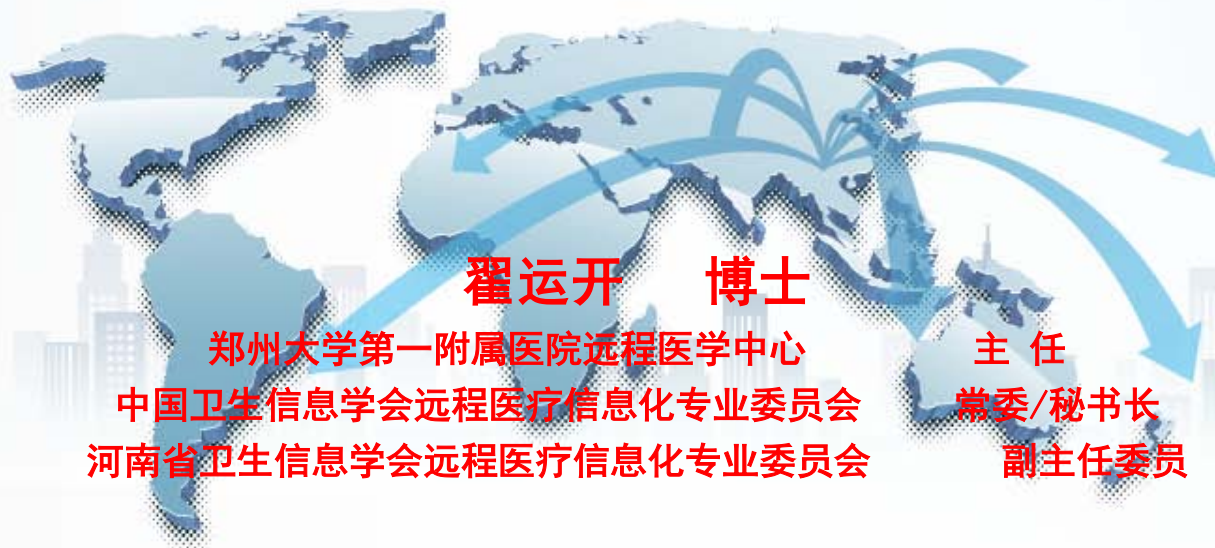 翟运开 博士
郑州大学第一附属医院远程医学中心 主 任
中国卫生信息学会远程医疗信息化专业委员会 常委/秘书长
河南省卫生信息学会远程医疗信息化专业委员会 副主任委员